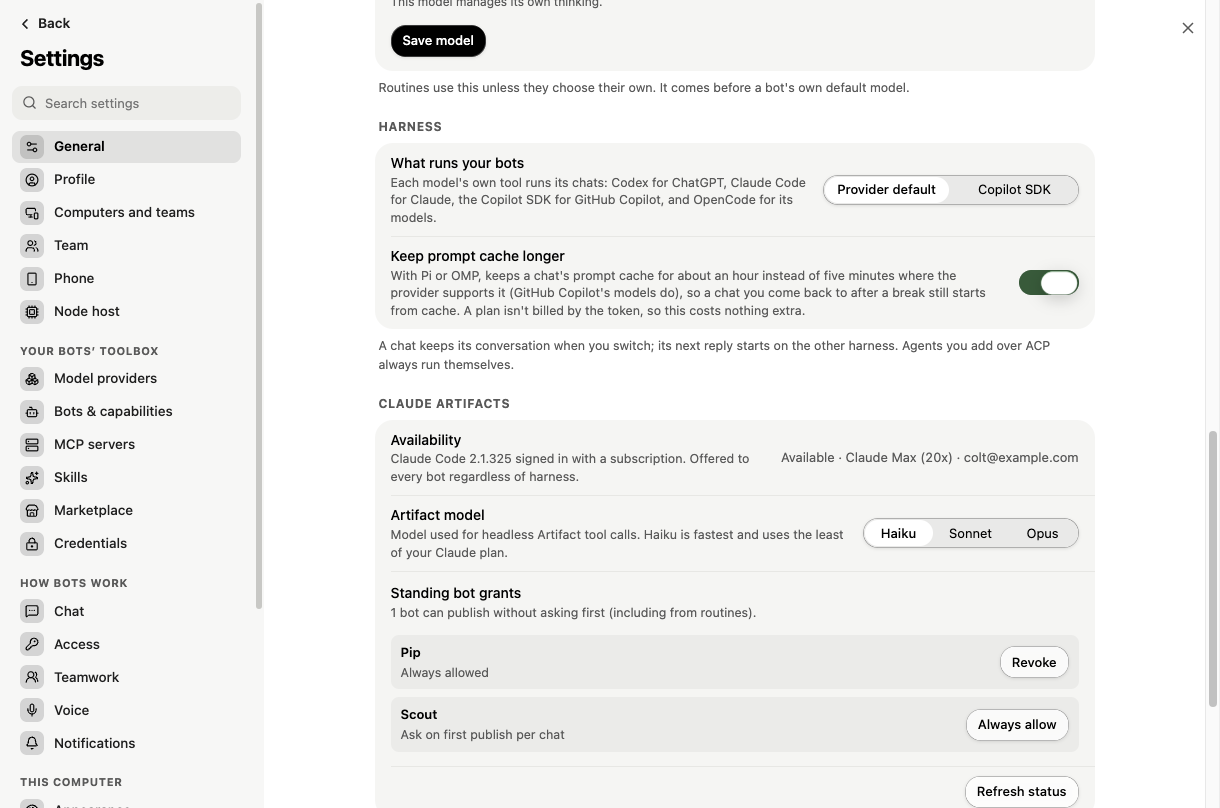 Back
Settings
Search settings
General
Profile
Computers and teams
Team
Phone
Node host
YOUR BOTS' TOOLBOX
Model providers
Bots & capabilities
MCP servers
Skills
Marketplace
Credentials
HOW BOTS WORK
Chat
Access
Teamwork
Voice
Notifications
THIS COMPUTER
Appearance
This model manages its own thinking.
Save model
Routines use this unless they choose their own. It comes before a bot's own default model.
HARNESS
What runs your bots
Each model's own tool runs its chats: Codex for ChatGPT, Claude Code
for Claude, the Copilot SDK for GitHub Copilot, and OpenCode for its
models.
Provider default
Copilot SDK
Keep prompt cache longer
With Pi or OMP, keeps a chat's prompt cache for about an hour instead of five minutes where the
provider supports it (GitHub Copilot's models do), so a chat you come back to after a break still starts
from cache. A plan isn't billed by the token, so this costs nothing extra.
A chat keeps its conversation when you switch; its next reply starts on the other harness. Agents you add over ACP
always run themselves.
CLAUDE ARTIFACTS
Availability
Claude Code 2.1.325 signed in with a subscription. Offered to
every bot regardless of harness.
Available · Claude Max (20x) · colt@example.com
Artifact model
Model used for headless Artifact tool calls. Haiku is fastest and uses the least
of your Claude plan.
Haiku
Sonnet
Opus
Standing bot grants
1 bot can publish without asking first (including from routines).
Pip
Always allowed
Revoke
Scout
Ask on first publish per chat
Always allow
Refresh status